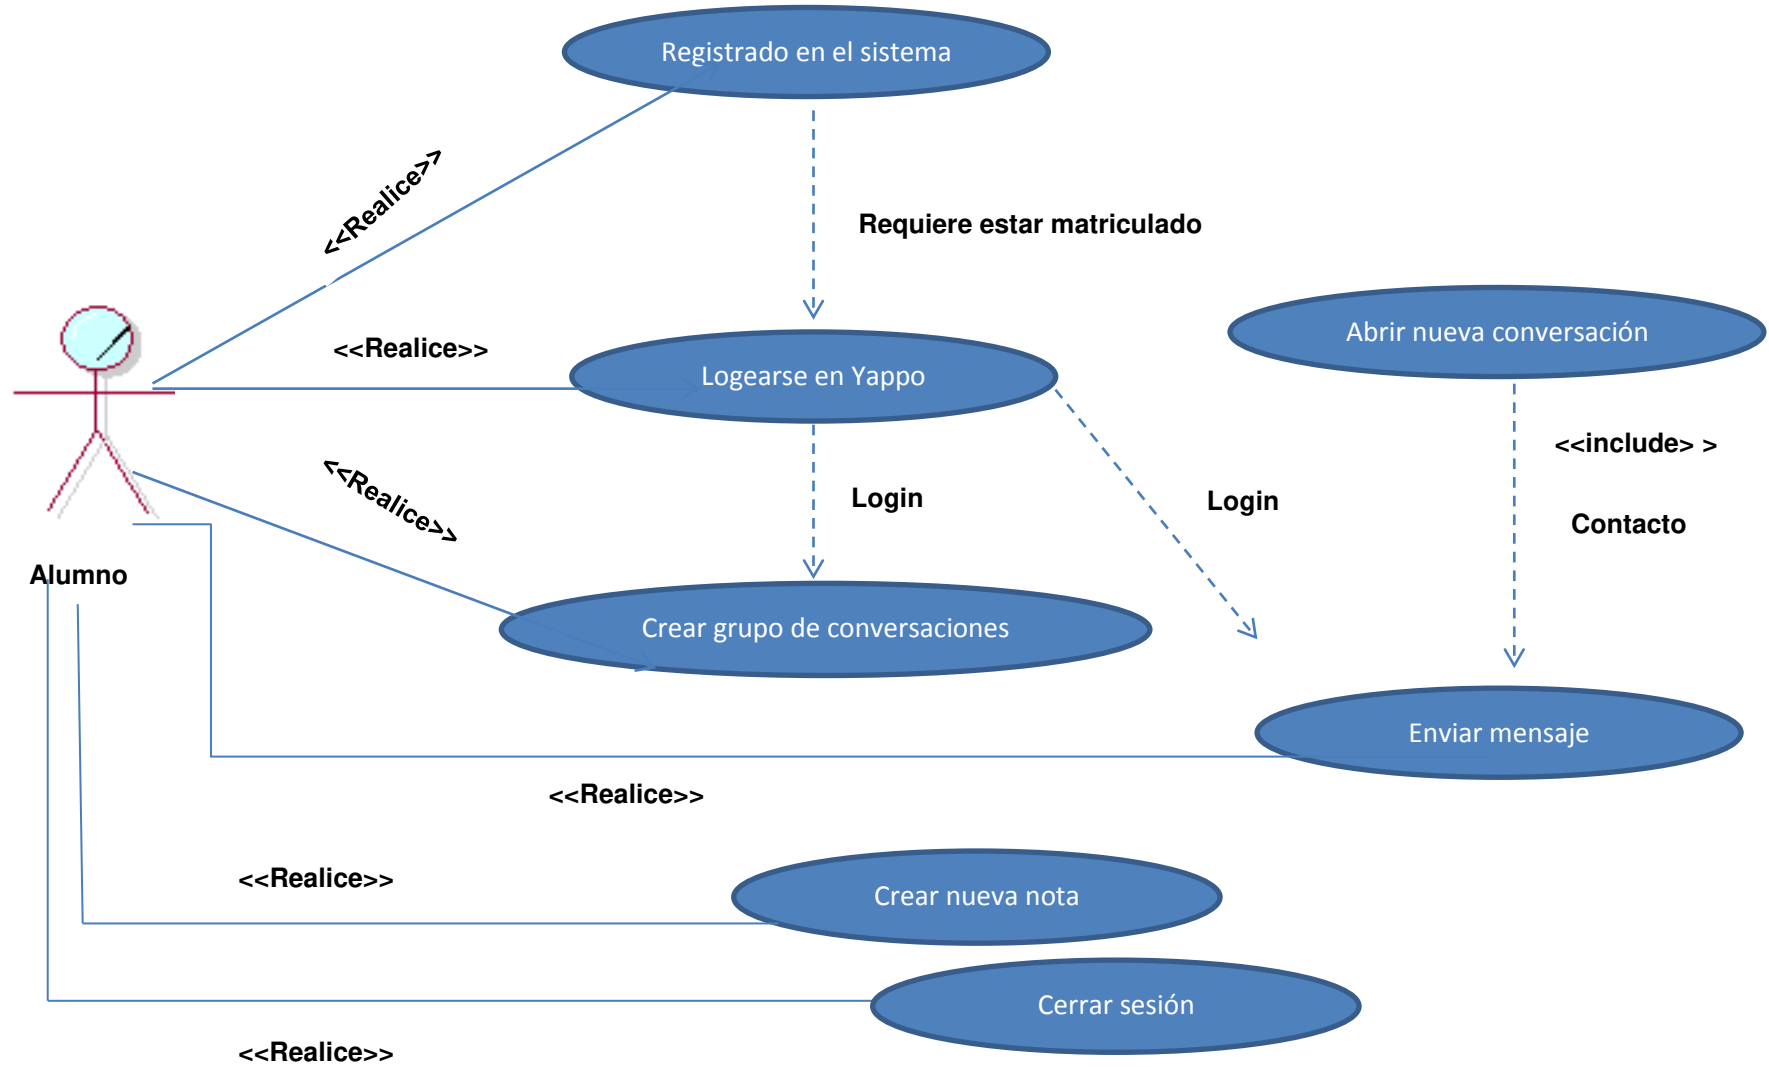 Registrado en el sistema
<<Realice>>
Requiere estar matriculado
Abrir nueva conversación
<<Realice>>
Logearse en Yappo
<<include> >
<<Realice>>
Login
Login
Contacto
Alumno
Crear grupo de conversaciones
Enviar mensaje
<<Realice>>
<<Realice>>
Crear nueva nota
Cerrar sesión
<<Realice>>